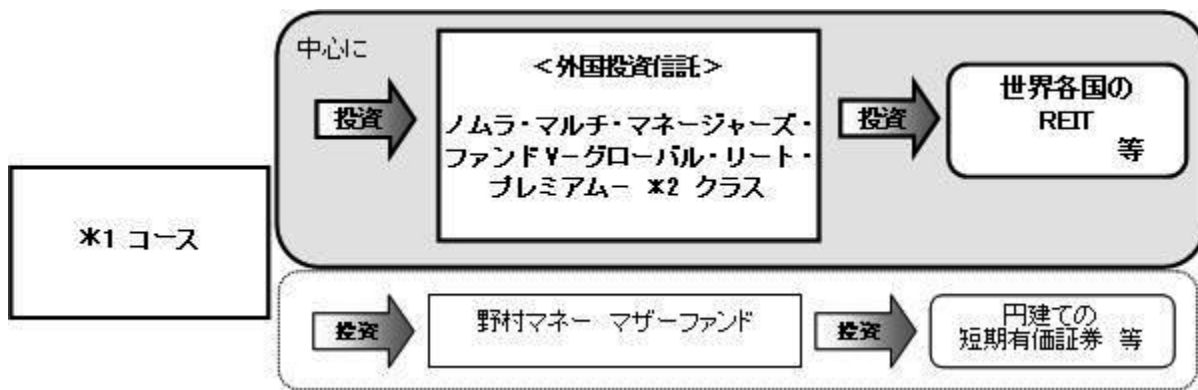 中心に
投資
<外国投資信託>
ノムラ・マルチ・マネージャーズ・
ファンドⅤ－グローバル・リート・
プレミアム－ *2 クラス
投資
世界各国の
REIT
等
*1 コース
投資
野村マネー マザーファンド
投資
円建ての
短期有価証券 等